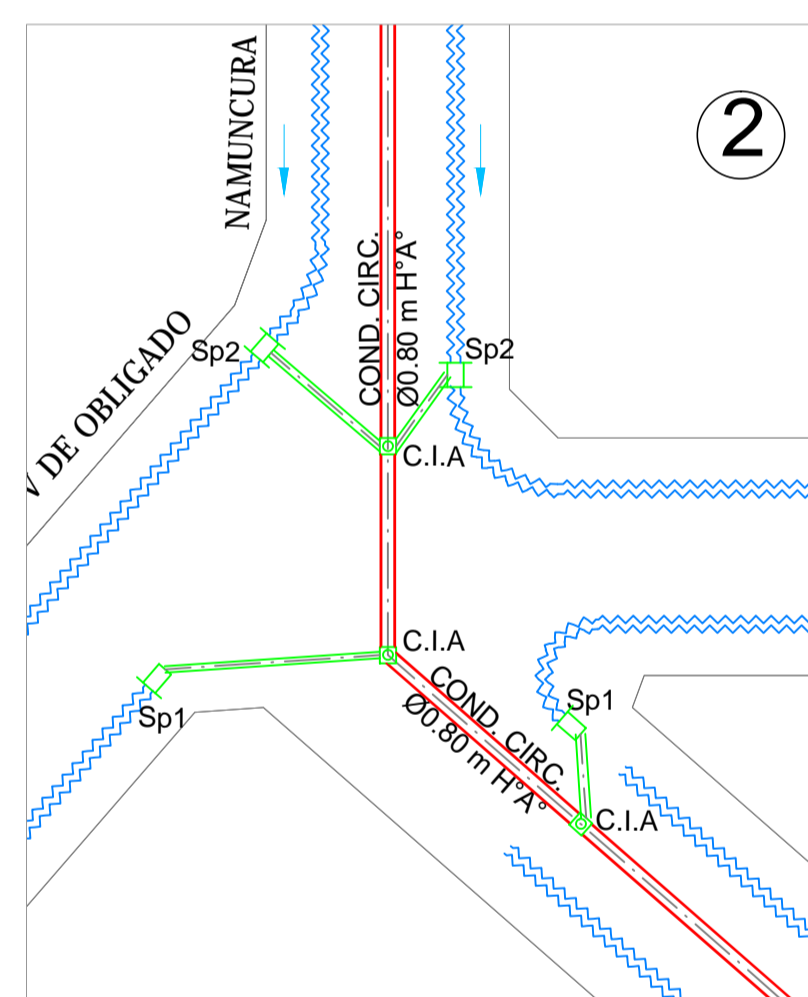 NAMUNCURA
2
COND. CIRC.
Ø0.80 m H°A°
Sp2
Sp2
V DE OBLIGADO
C.I.A
C.I.A
COND. CIRC.
Ø0.80 m H°A°
Sp1
Sp1
C.I.A